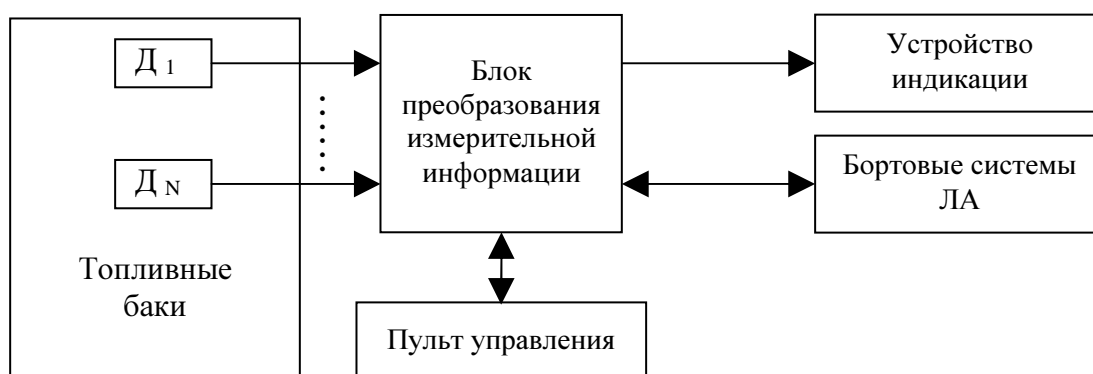 Д 1
Д N
Топливные
баки
Блок
преобразования
измерительной
информации
Устройство
индикации
Бортовые системы
ЛА
Пульт управления